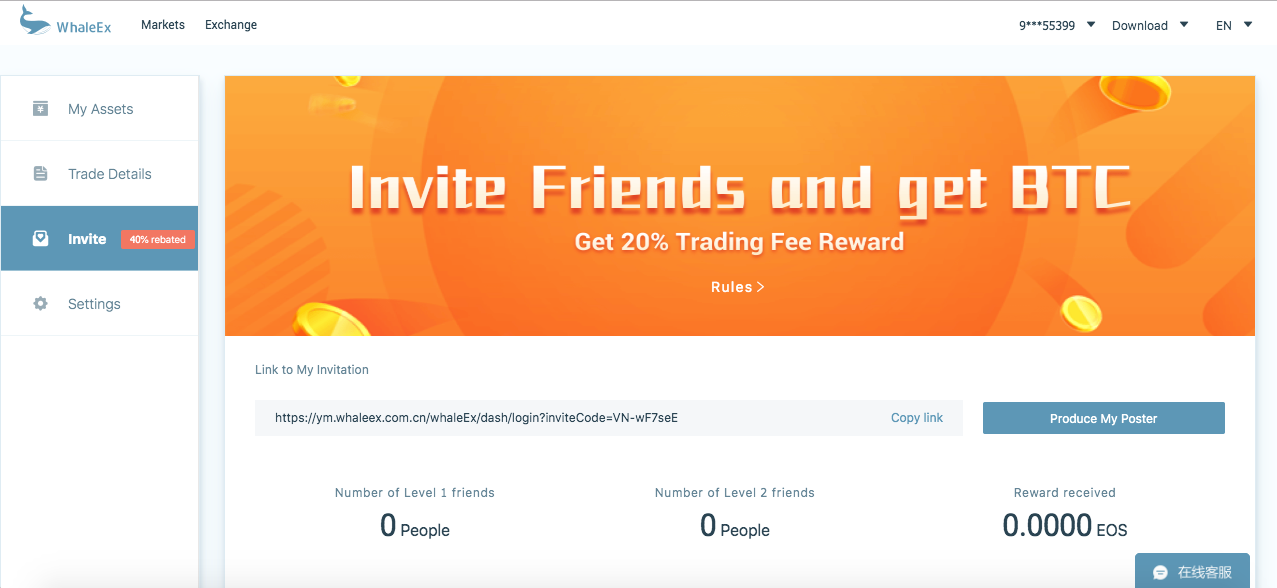 WhaleEx
Markets
Exchange
9***55399
Download
EN
My Assets
Trade Details
Invite
40% rebated
Settings
Invite Friends and get BTC
Get 20% Trading Fee Reward
Rules >
Link to My Invitation
https://ym.whaleex.com.cn/whaleEx/dash/login?inviteCode=VN-wF7seE
Copy link
Produce My Poster
Number of Level 1 friends
0 People
Number of Level 2 friends
0 People
Reward received
0.0000 EOS
在线客服